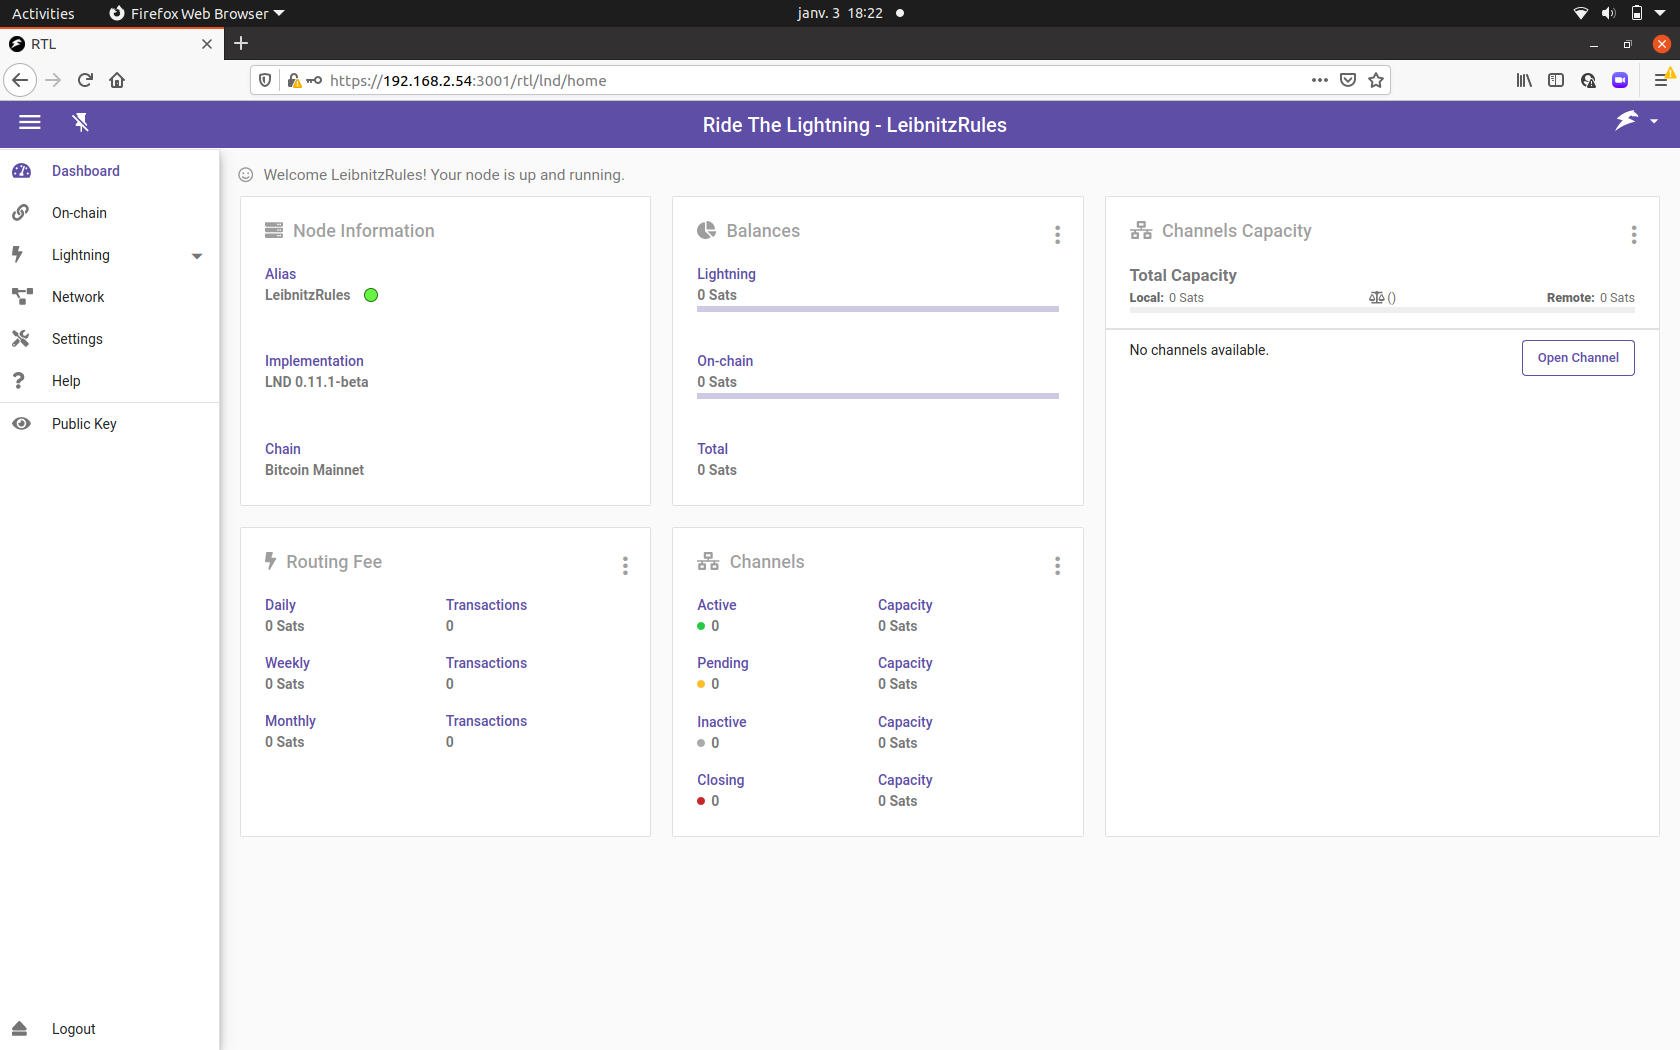 Activities
Firefox Web Browser
janv. 3 18:22
RTL
https://192.168.2.54:3001/rtl/lnd/home
Ride The Lightning - LeibnitzRules
Dashboard
On-chain
Lightning
Network
Settings
Help
Public Key
Logout
Welcome LeibnitzRules! Your node is up and running.
Node Information
Alias
LeibnitzRules
Implementation
LND 0.11.1-beta
Chain
Bitcoin Mainnet
Balances
Lightning
0 Sats
On-chain
0 Sats
Total
0 Sats
Channels Capacity
Total Capacity
Local: 0 Sats
()
Remote: 0 Sats
No channels available.
Open Channel
Routing Fee
Daily Transactions
0 Sats 0
Weekly Transactions
0 Sats 0
Monthly Transactions
0 Sats 0
Channels
Active Capacity
0 0 Sats
Pending Capacity
0 0 Sats
Inactive Capacity
0 0 Sats
Closing Capacity
0 0 Sats